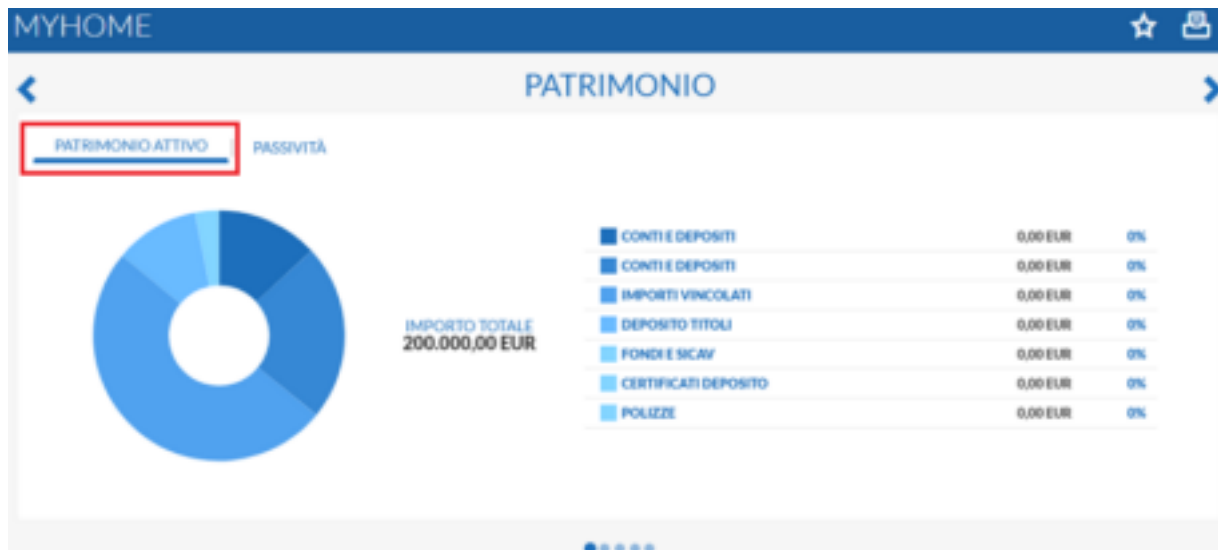 MYHOME
PATRIMONIO
PATRIMONIO ATTIVO
PASSIVITÀ
IMPORTO TOTALE
200.000,00 EUR
CONTI E DEPOSITI 0,00 EUR 0%
CONTI E DEPOSITI 0,00 EUR 0%
IMPORTI VINCOLATI 0,00 EUR 0%
DEPOSITO TITOLI 0,00 EUR 0%
FONDI E SICAV 0,00 EUR 0%
CERTIFICATI DEPOSITO 0,00 EUR 0%
POLIZZE 0,00 EUR 0%